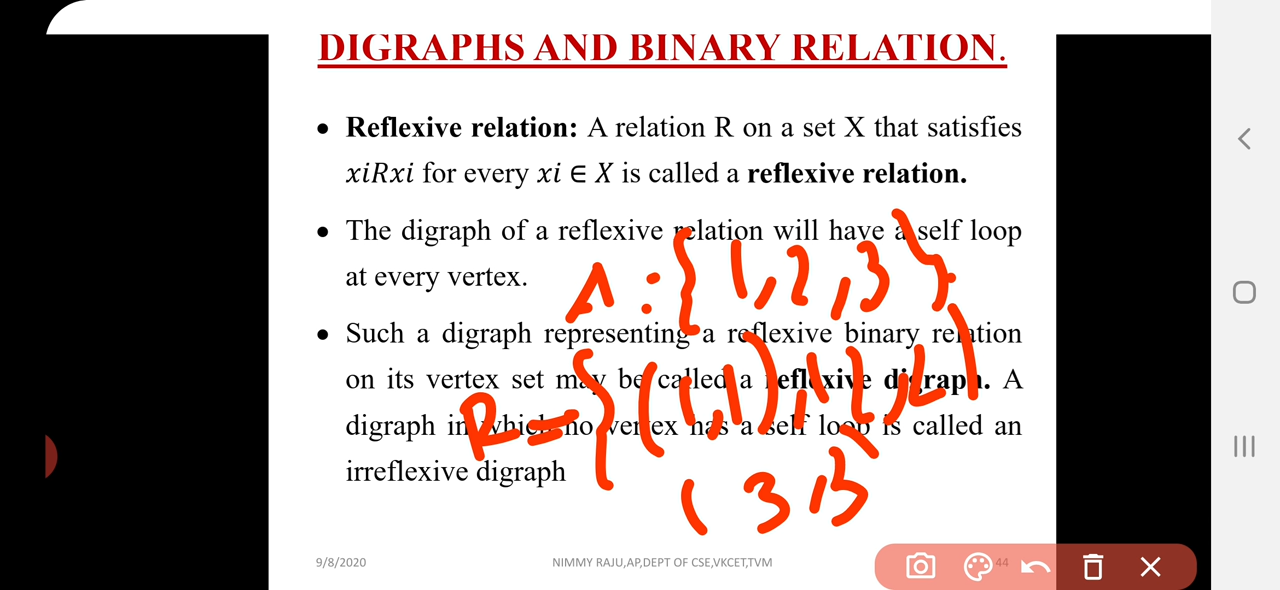 DIGRAPHS AND BINARY RELATION.
• Reflexive relation: A relation R on a set X that satisfies
xiRxi for every xi ∈ X is called a reflexive relation.
• The digraph of a reflexive relation will have a self loop
at every vertex.
A : { 1, 2, 3 }.
• Such a digraph representing a reflexive binary relation
on its vertex set may be called a reflexive digraph. A
R = { (1, 1), (2, 2)
digraph in which no vertex has a self loop is called an
irreflexive digraph
( 3, 3
9/8/2020 NIMMY RAJU,AP,DEPT OF CSE,VKCET,TVM 44